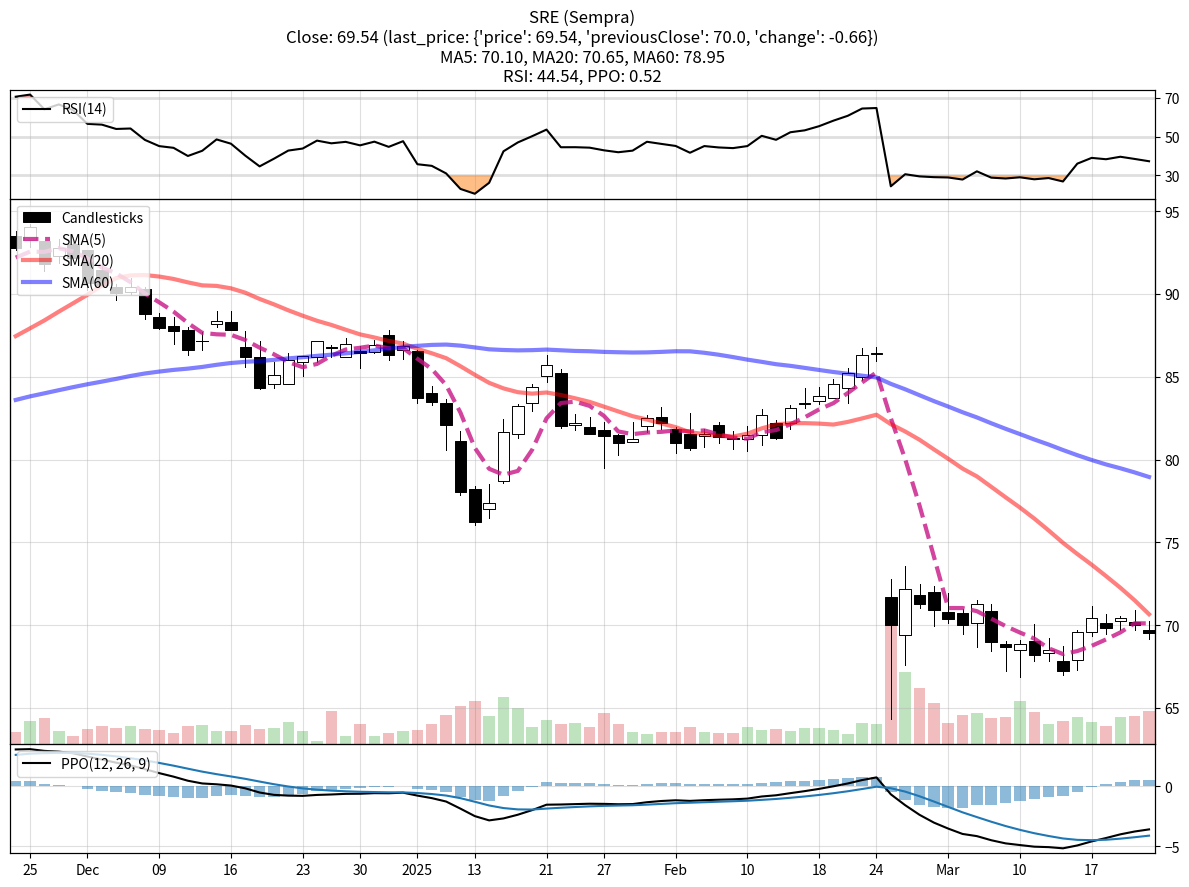 SRE (Sempra)
Close: 69.54 (last_price: {'price': 69.54, 'previousClose': 70.0, 'change': -0.66})
MA5: 70.10, MA20: 70.65, MA60: 78.95
RSI: 44.54, PPO: 0.52
RSI(14)
70
50
30
Candlesticks
SMA(5)
SMA(20)
SMA(60)
95
90
85
80
75
70
65
PPO(12, 26, 9)
0
−5
25 Dec 09 16 23 30 2025 13 21 27 Feb 10 18 24 Mar 10 17